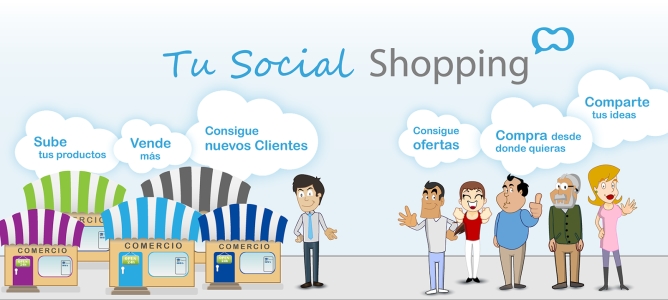 Tu Social Shopping
Sube
tus productos
Vende
más
Consigue
nuevos Clientes
Consigue
ofertas
Compra desde
donde quieras
Comparte
tus ideas
COMERCIO
COMERCIO
COMERCIO